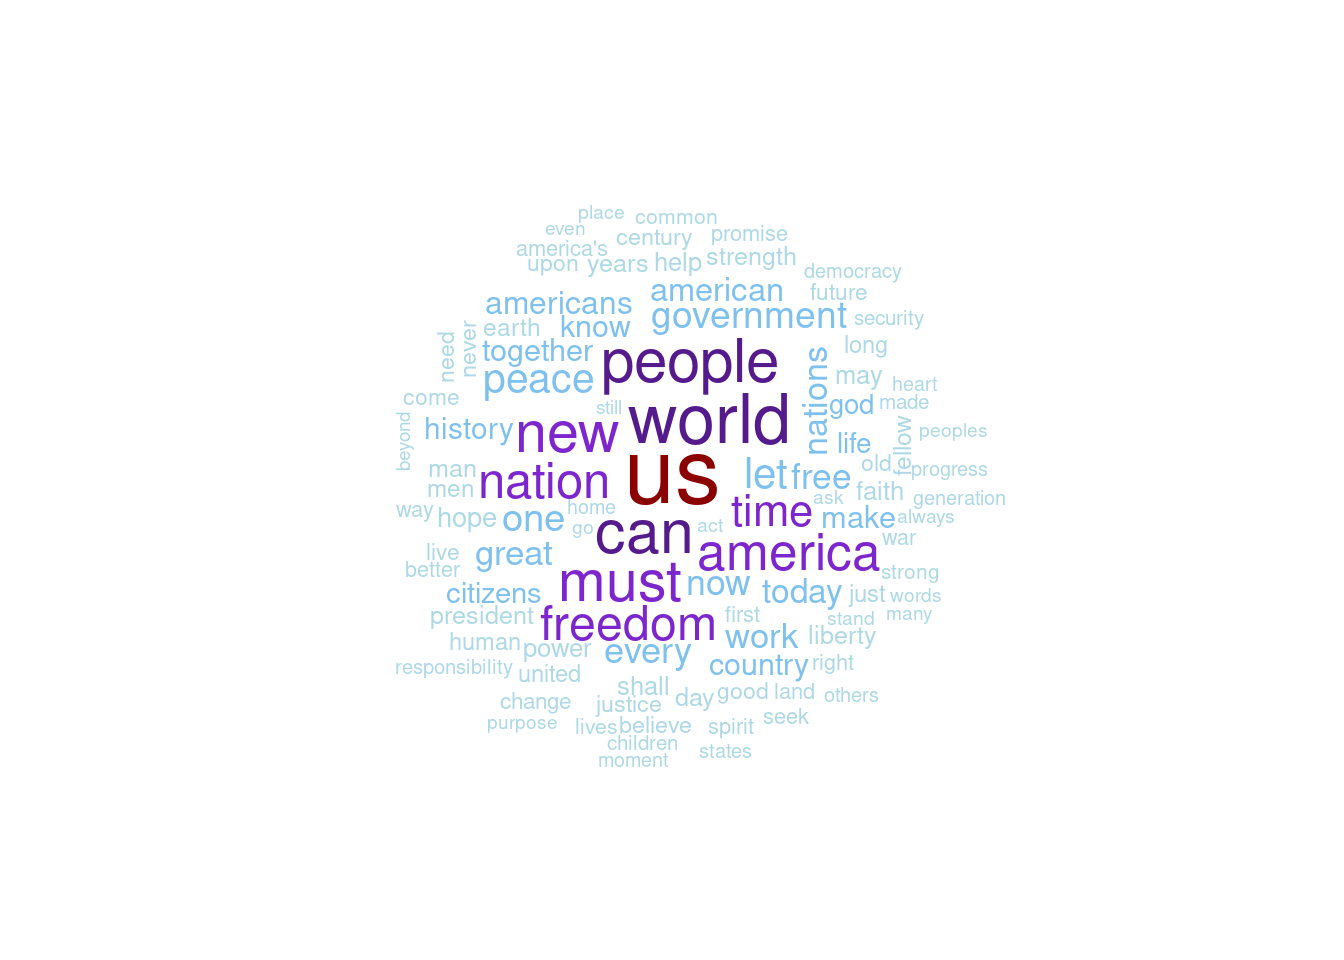 place
common
even
century
promise
america's
upon
years
help
strength
democracy
american
future
americans
government
security
earth
know
never
need
together
people
long
peace
nations
may
heart
come
still
world
god
made
beyond
history
new
life
fellow
peoples
man
us
let
free
old
progress
men
nation
ask
faith
generation
way
hope
one
home
go
can
act
time
make
always
war
live
great
america
better
must
now
today
strong
just
words
citizens
president
freedom
first
stand
many
human
power
every
work
liberty
responsibility
united
country
right
change
shall
justice
day
good
land
others
purpose
lives
believe
spirit
seek
children
moment
states